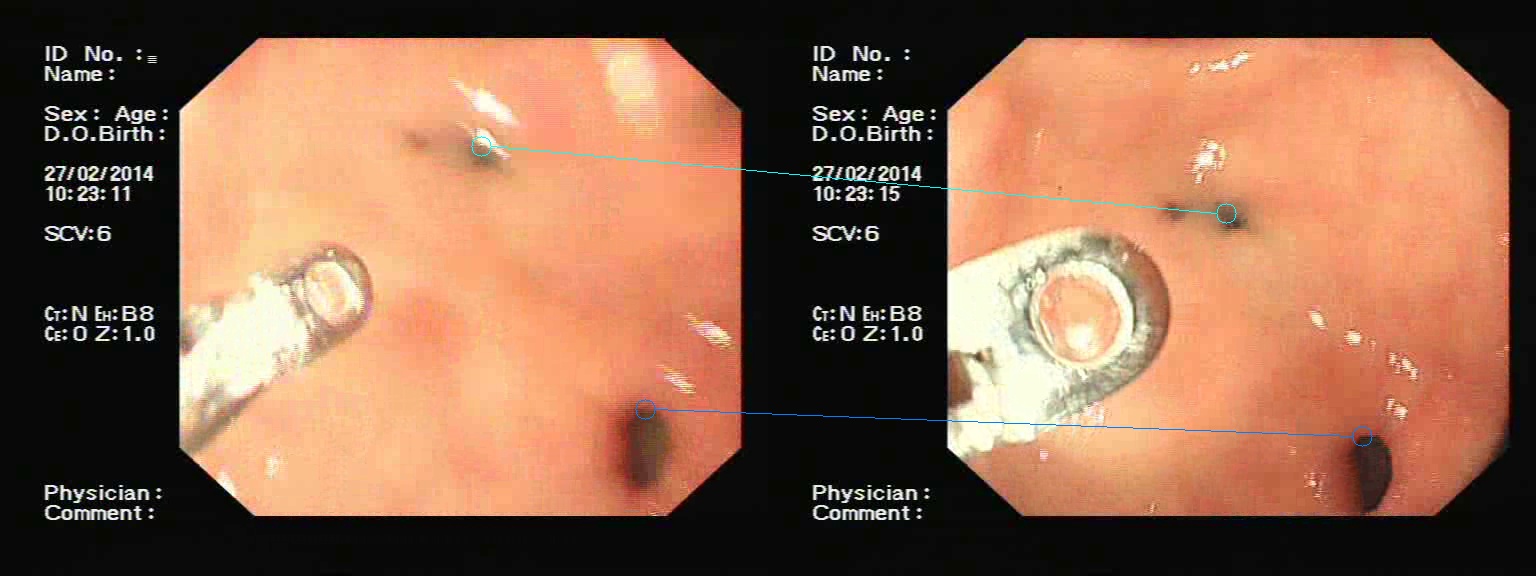 ID No. :
Name:
Sex: Age:
D.O.Birth:
27/02/2014
10:23:11
SCV:6
CT:N EH:B8
CE:0 Z:1.0
Physician:
Comment:
ID No. :
Name:
Sex: Age:
D.O.Birth:
27/02/2014
10:23:15
SCV:6
CT:N EH:B8
CE:0 Z:1.0
Physician:
Comment: